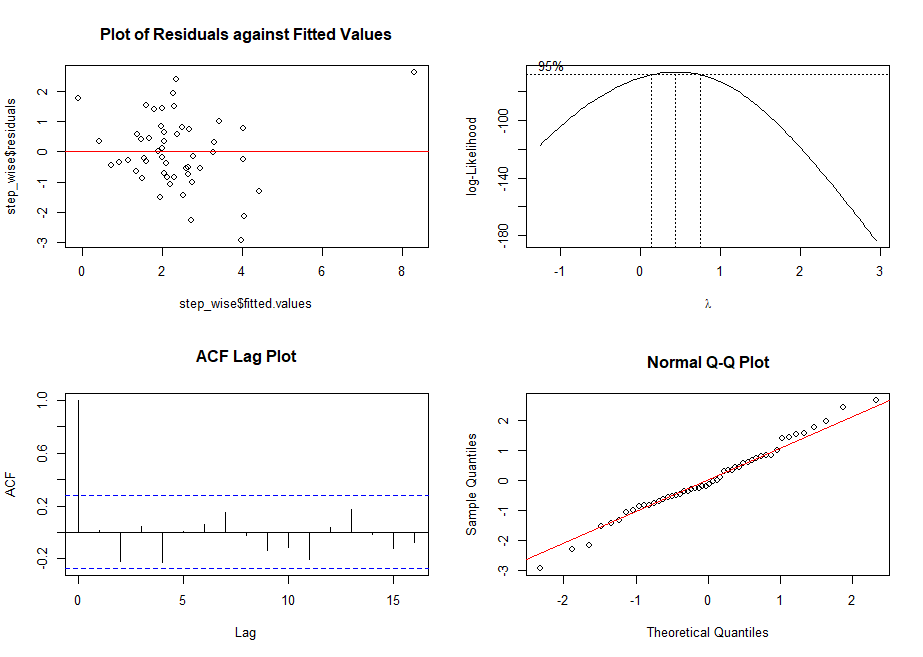 Plot of Residuals against Fitted Values
step_wise$residuals
-3 -2 -1 0 1 2
0 2 4 6 8
step_wise$fitted.values
95%
log-Likelihood
-180 -140 -100
-1 0 1 2 3
λ
ACF Lag Plot
ACF
-0.2 0.2 0.6 1.0
0 5 10 15
Lag
Normal Q-Q Plot
Sample Quantiles
-3 -2 -1 0 1 2
-2 -1 0 1 2
Theoretical Quantiles